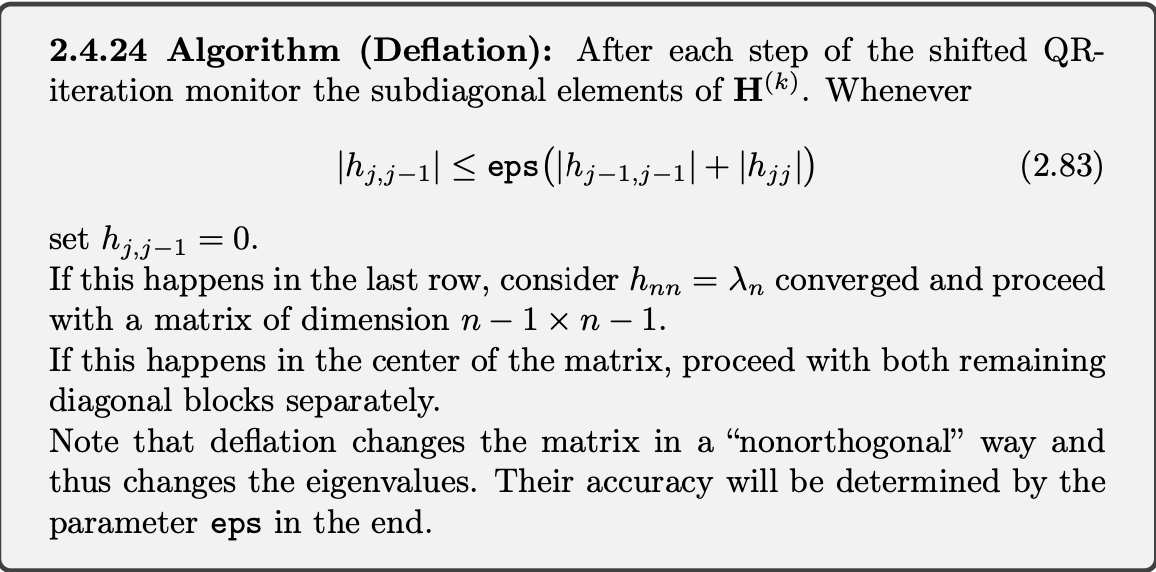 2.4.24 Algorithm (Deflation): After each step of the shifted QR-
iteration monitor the subdiagonal elements of H^(k). Whenever
|h_{j,j−1}| ≤ eps(|h_{j−1,j−1}| + |h_{jj}|) (2.83)
set h_{j,j−1} = 0.
If this happens in the last row, consider h_{nn} = λ_n converged and proceed
with a matrix of dimension n − 1 × n − 1.
If this happens in the center of the matrix, proceed with both remaining
diagonal blocks separately.
Note that deflation changes the matrix in a “nonorthogonal” way and
thus changes the eigenvalues. Their accuracy will be determined by the
parameter eps in the end.